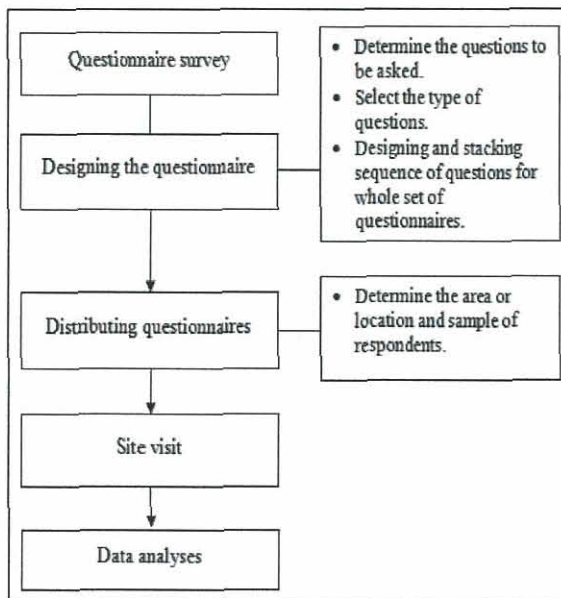 Questionnaire survey
• Determine the questions to
be asked.
• Select the type of
questions.
• Designing and stacking
sequence of questions for
whole set of
questionnaires.
Designing the questionnaire
Distributing questionnaires
• Determine the area or
location and sample of
respondents.
Site visit
Data analyses